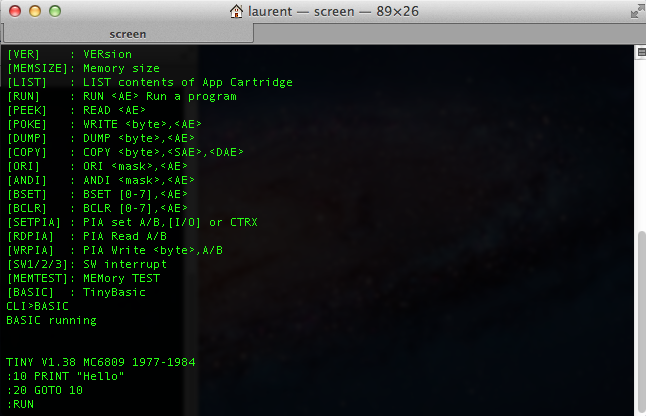 laurent — screen — 89×26
screen
[VER]    : VERsion
[MEMSIZE]: Memory size
[LIST]   : LIST contents of App Cartridge
[RUN]    : RUN <AE> Run a program
[PEEK]   : READ <AE>
[POKE]   : WRITE <byte>,<AE>
[DUMP]   : DUMP <byte>,<AE>
[COPY]   : COPY <byte>,<SAE>,<DAE>
[ORI]    : ORI <mask>,<AE>
[ANDI]   : ANDI <mask>,<AE>
[BSET]   : BSET [0-7],<AE>
[BCLR]   : BCLR [0-7],<AE>
[SETPIA] : PIA set A/B,[I/O] or CTRX
[RDPIA]  : PIA Read A/B
[WRPIA]  : PIA Write <byte>,A/B
[SW1/2/3]: SW interrupt
[MEMTEST]: MEMory TEST
[BASIC]  : TinyBasic
CLI>BASIC
BASIC running
TINY V1.38 MC6809 1977-1984
:10 PRINT "Hello"
:20 GOTO 10
:RUN